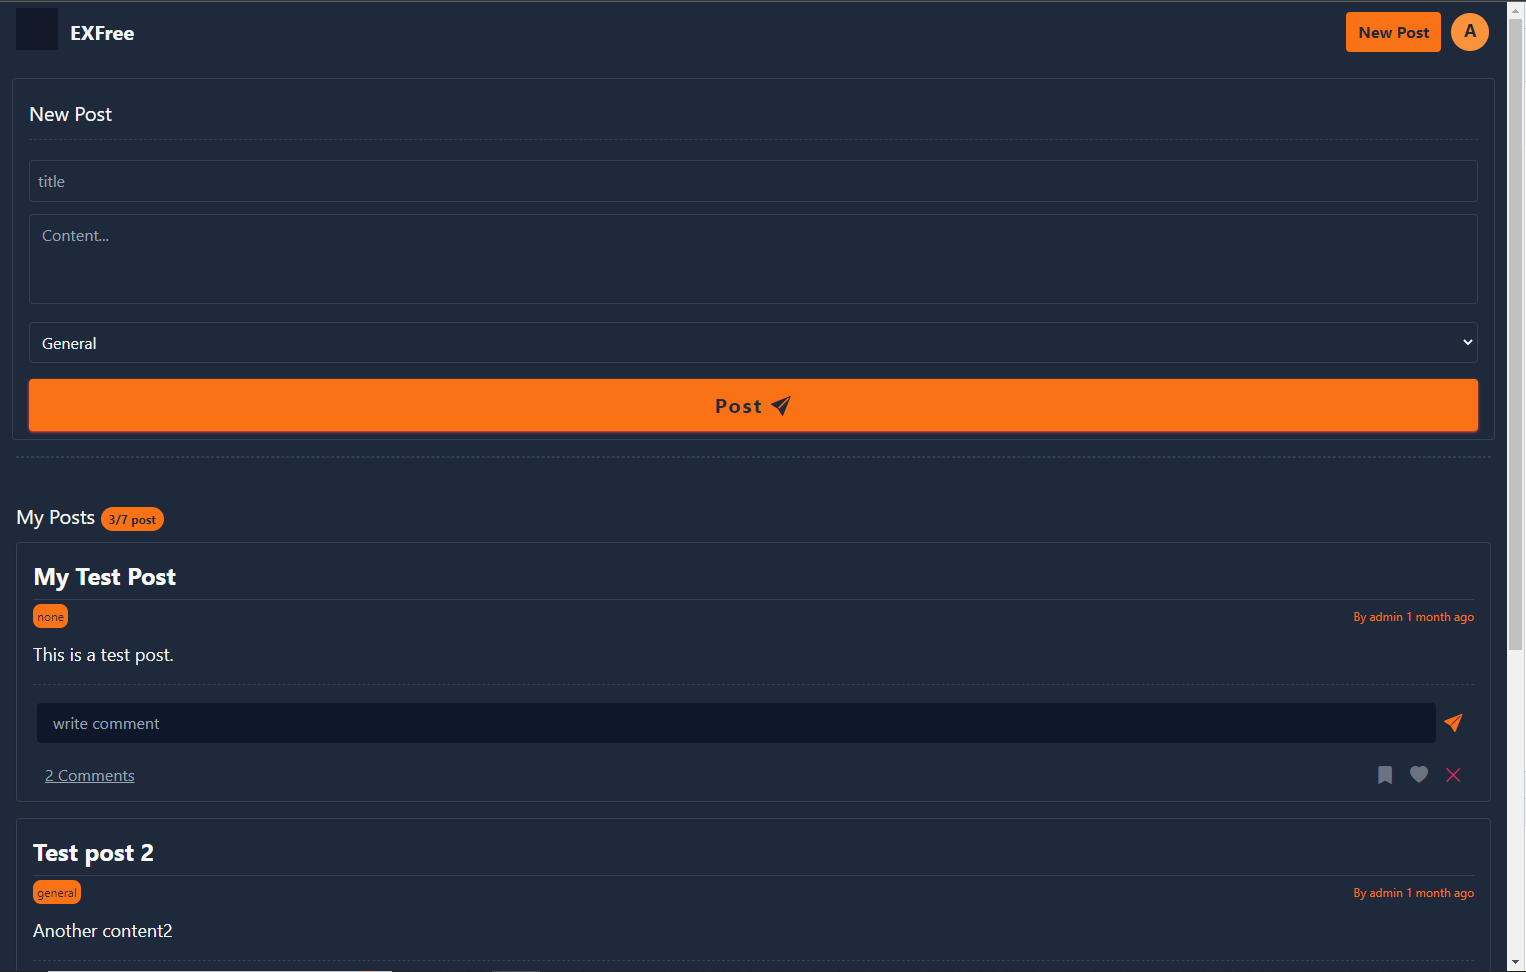 EXFree
New Post
A
New Post
title
Content...
General
Post
My Posts 3/7 post
My Test Post
none
By admin 1 month ago
This is a test post.
write comment
2 Comments
Test post 2
general
By admin 1 month ago
Another content2